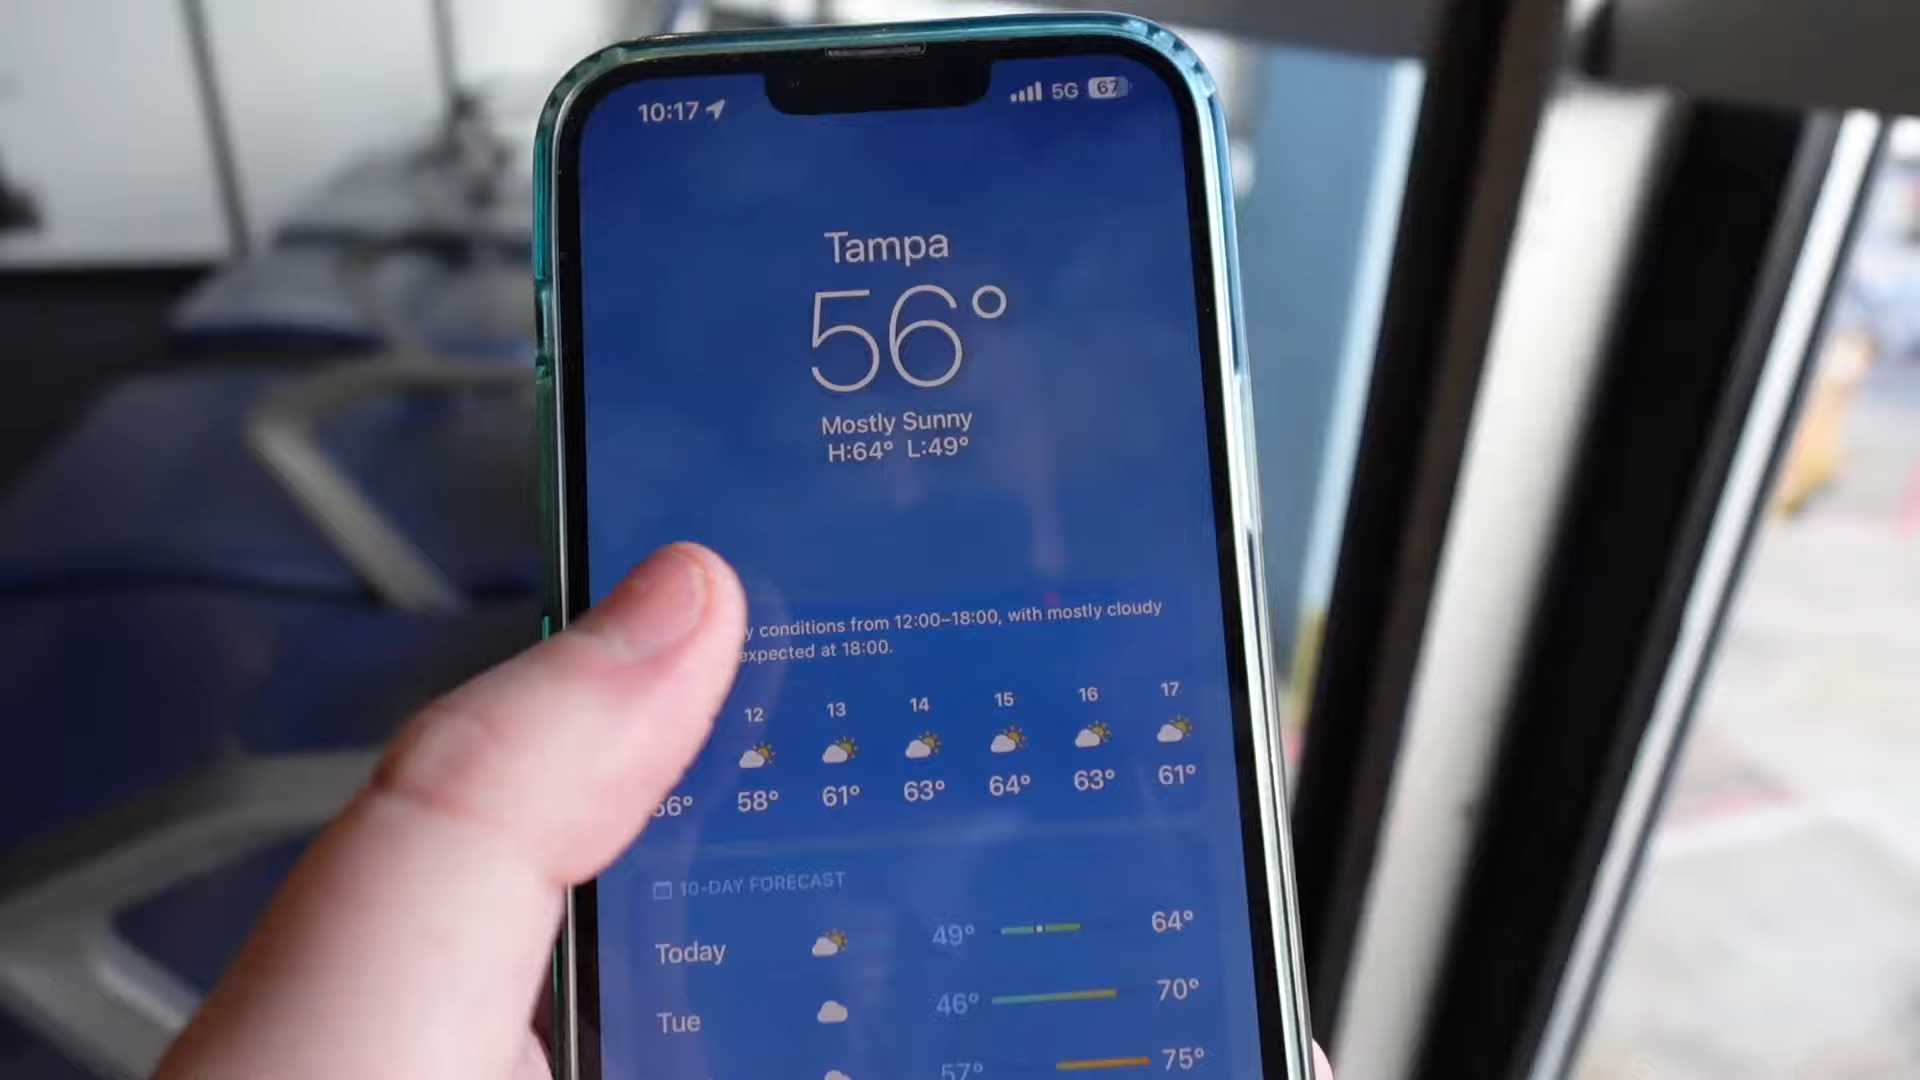 10:17 5G 67
Tampa
56°
Mostly Sunny
H:64° L:49°
conditions from 12:00–18:00, with mostly cloudy
expected at 18:00.
12 13 14 15 16 17
56° 58° 61° 63° 64° 63° 61°
10-DAY FORECAST
Today 49° 64°
Tue 46° 70°
57° 75°